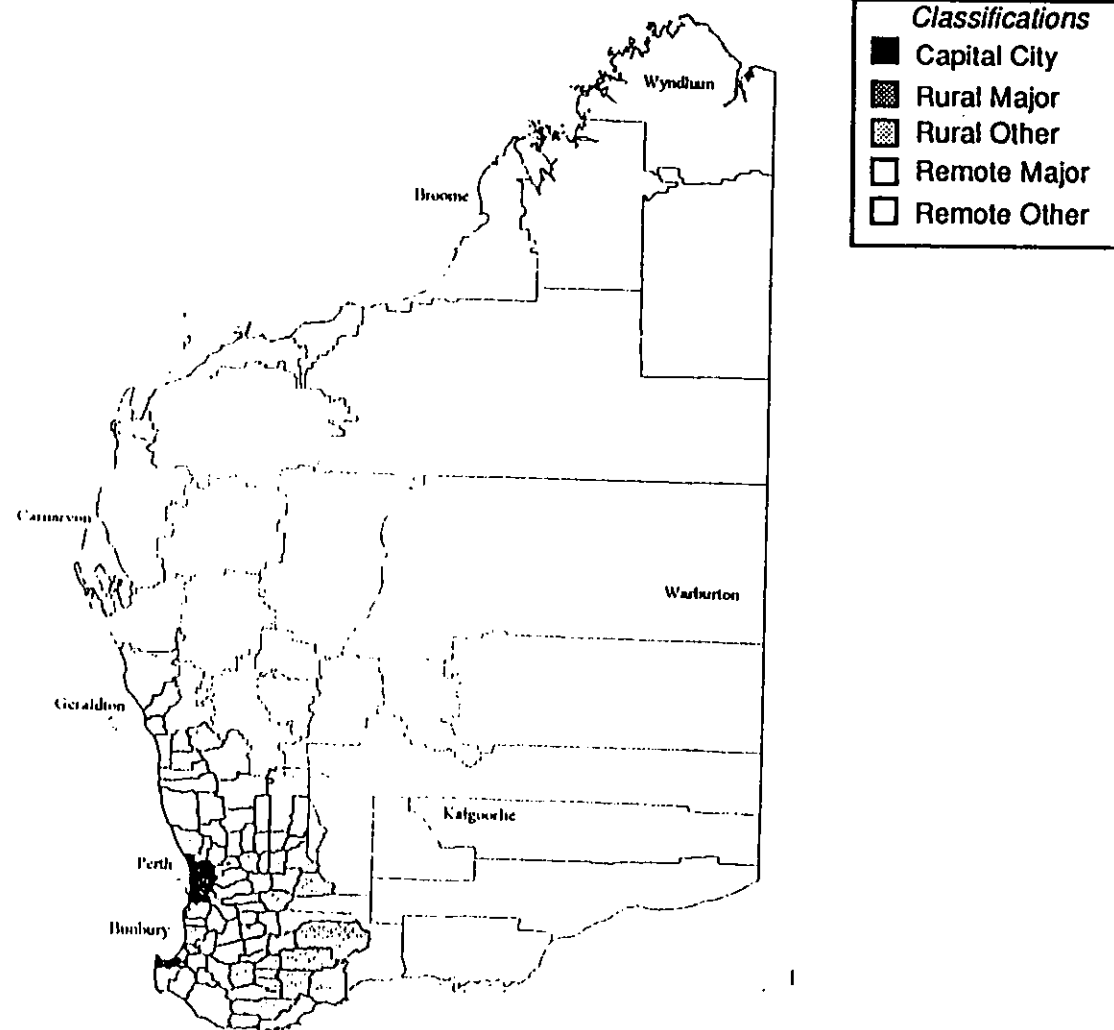 Classifications
Capital City
Rural Major
Rural Other
Remote Major
Remote Other
Wyndham
Broome
Carnarvon
Warburton
Geraldton
Kalgoorlie
Perth
Bunbury